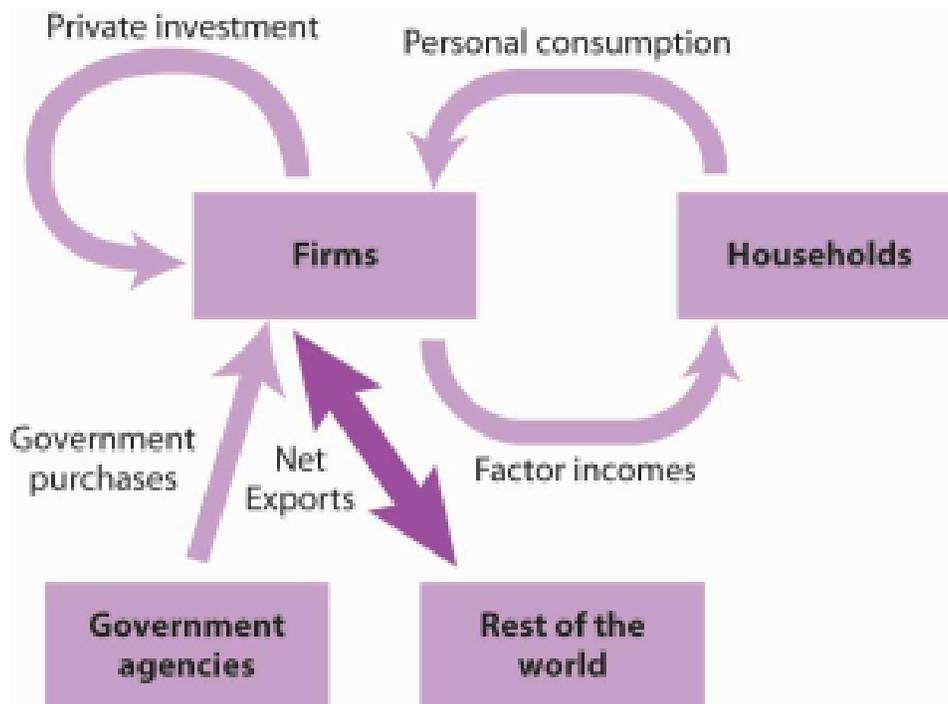 Private investment
Personal consumption
Firms
Households
Government
purchases
Net
Exports
Factor incomes
Government
agencies
Rest of the
world